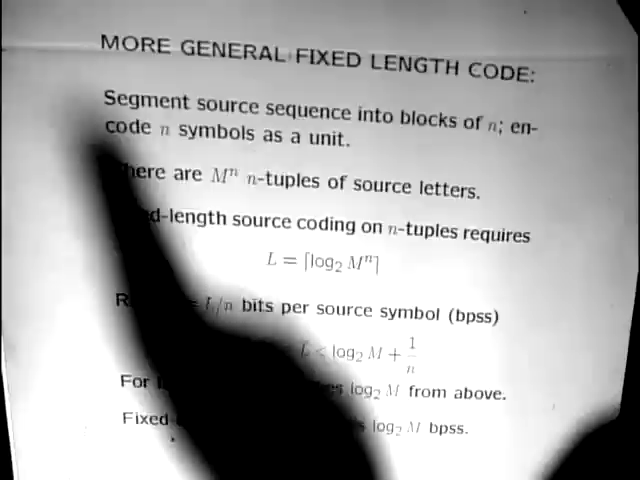 MORE GENERAL FIXED LENGTH CODE:
Segment source sequence into blocks of n; en-
code n symbols as a unit.
here are Mⁿ n-tuples of source letters.
d-length source coding on n-tuples requires
L = ⌈log₂ Mⁿ⌉
R = L/n bits per source symbol (bpss)
L < log₂ M + 1/n
For log₂ M from above.
Fixed log₂ M bpss.